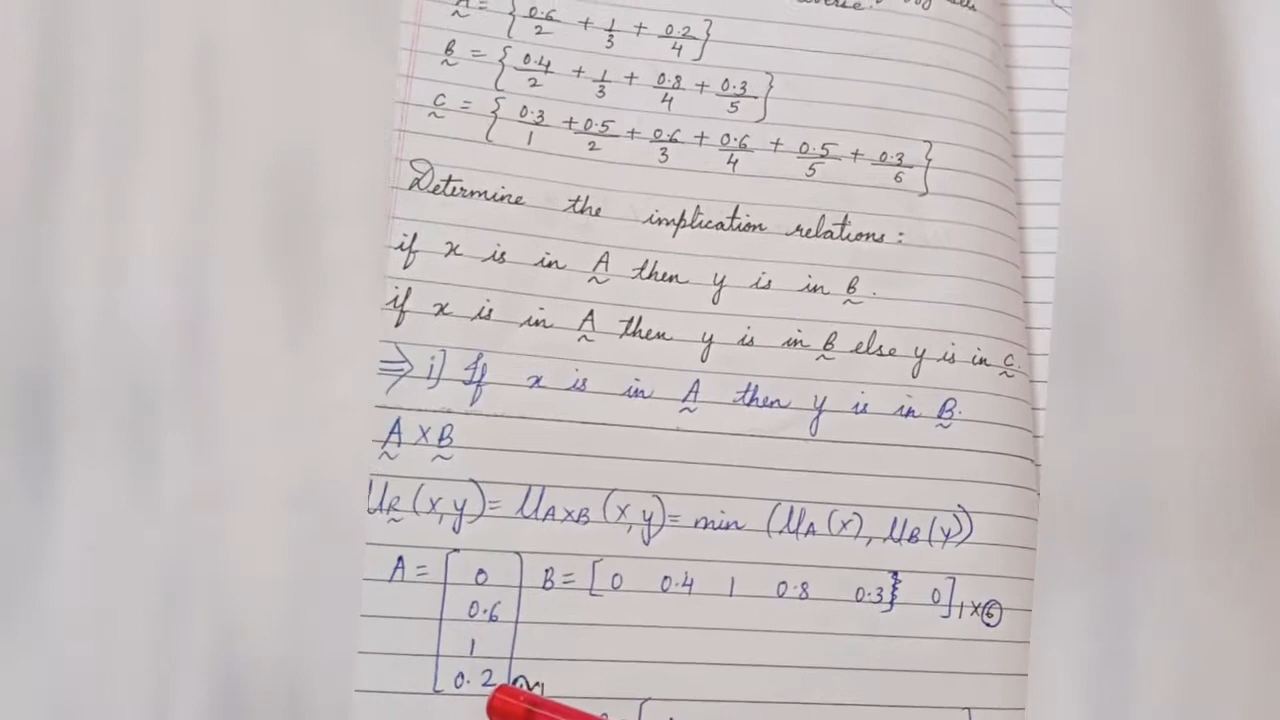 A = { 0.6/2 + 1/3 + 0.2/4 }
B = { 0.4/2 + 1/3 + 0.8/4 + 0.3/5 }
C = { 0.3/1 + 0.5/2 + 0.6/3 + 0.6/4 + 0.5/5 + 0.3/6 }
Determine the implication relations:
if x is in A then y is in B.
if x is in A then y is in B else y is in C.
⇒ i] If x is in A then y is in B.
A X B
μR (x,y) = μAXB (x,y) = min (μA(x), μB(y))
A = [ 0 B = [ 0 0.4 1 0.8 0.3 0 ] 1×6
0.6
1
0.2 ]